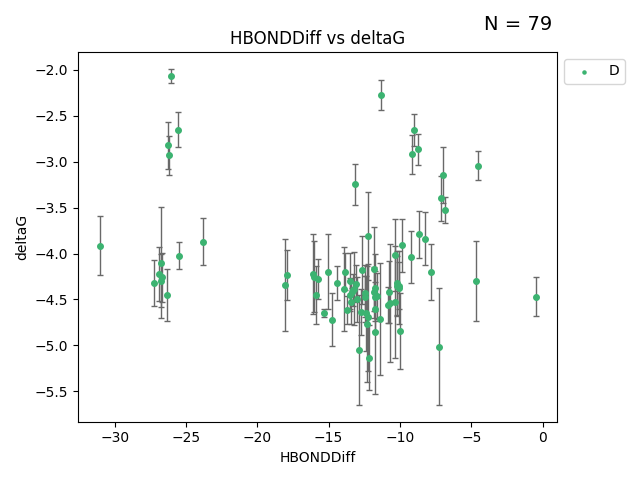 N = 79
HBONDDiff vs deltaG
D
deltaG
−2.0
−2.5
−3.0
−3.5
−4.0
−4.5
−5.0
−5.5
−30 −25 −20 −15 −10 −5 0
HBONDDiff